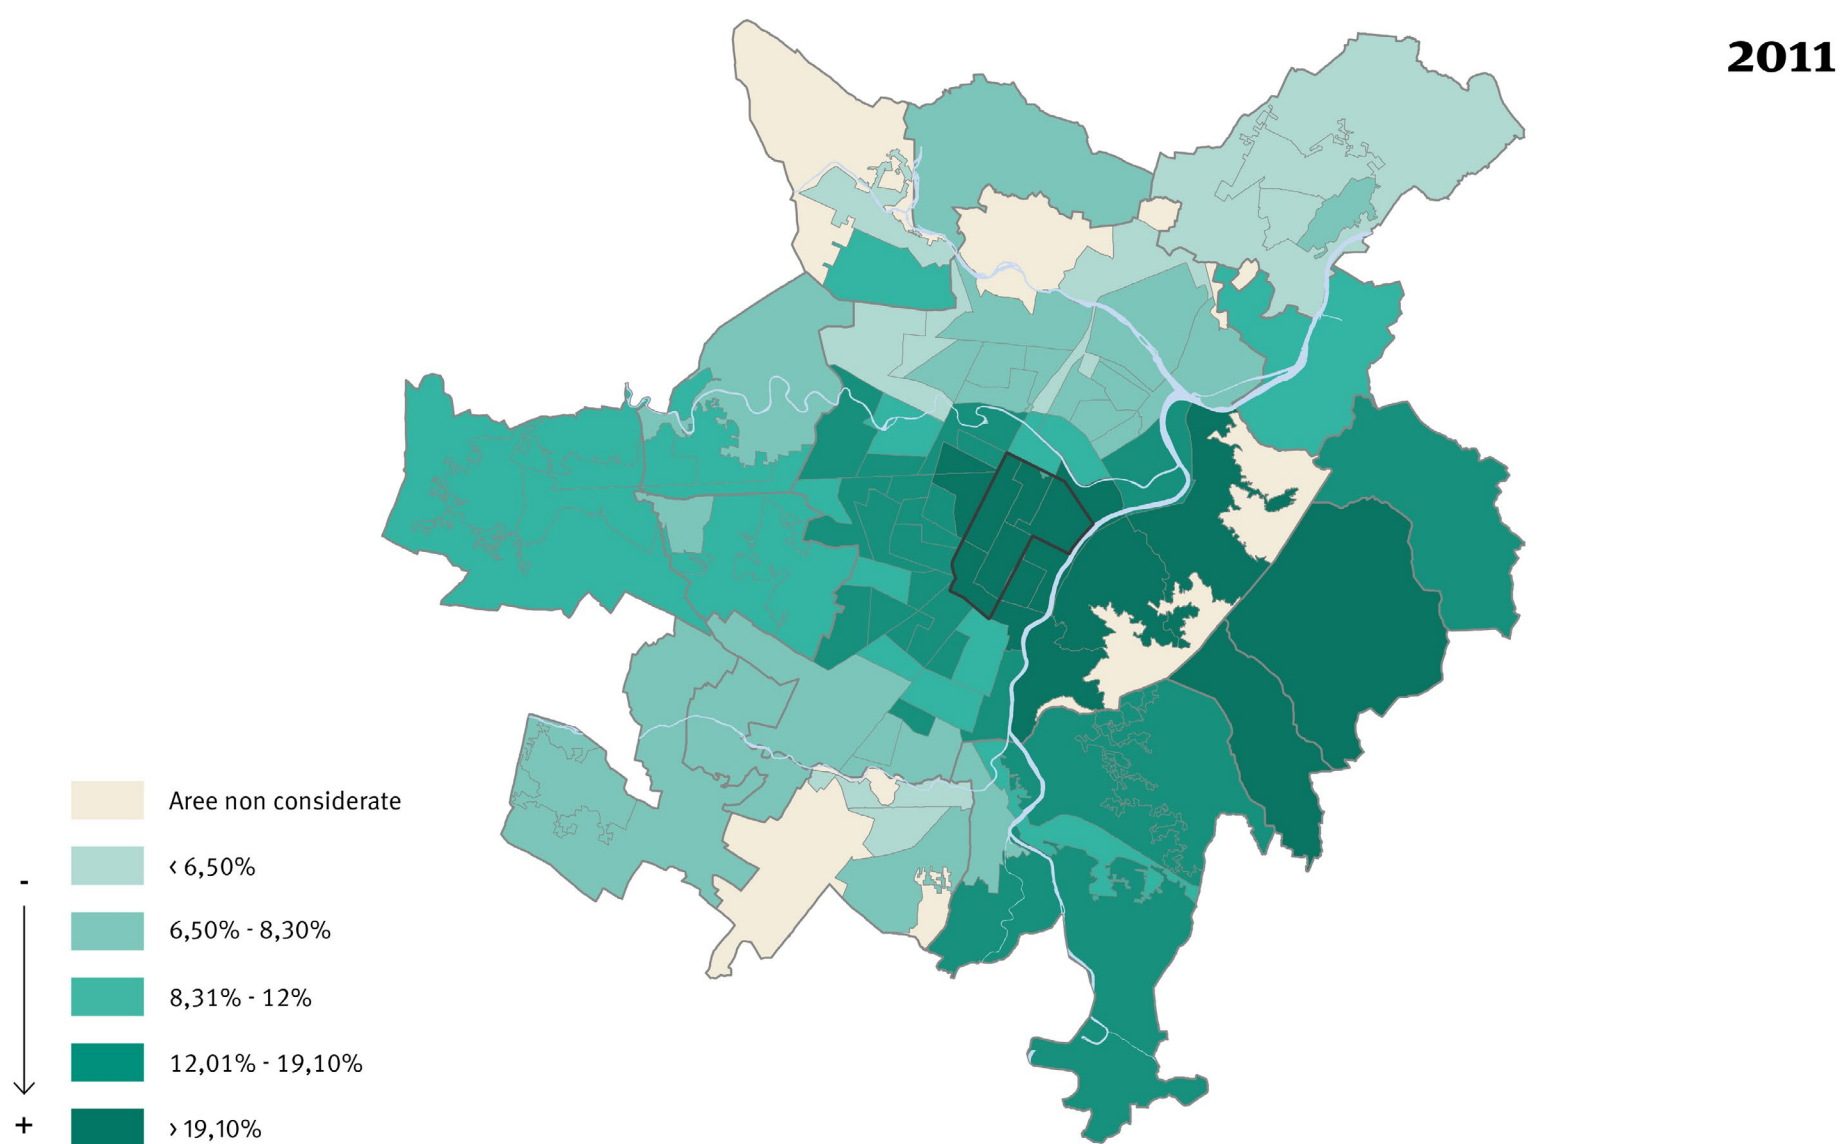 2011
Aree non considerate
‹ 6,50%
-
6,50% - 8,30%
8,31% - 12%
12,01% - 19,10%
+
› 19,10%